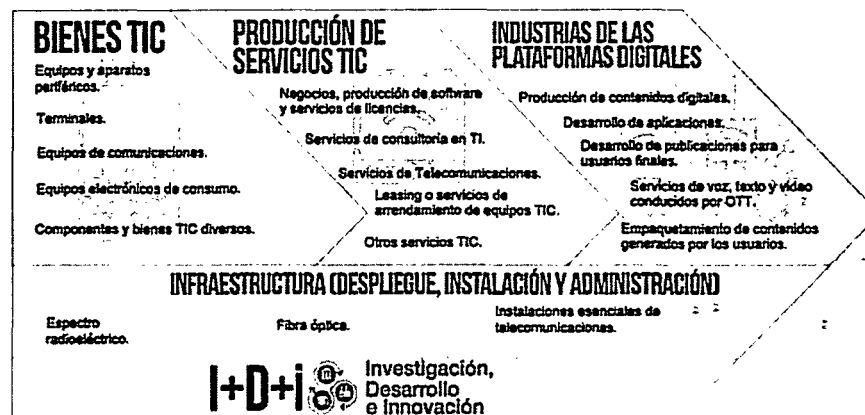 BIENES TIC
Equipos y aparatos
periféricos.
Terminales.
Equipos de comunicaciones.
Equipos electrónicos de consumo.
Componentes y bienes TIC diversos.
PRODUCCIÓN DE
SERVICIOS TIC
Negocios, producción de software
y servicios de licencias.
Servicios de consultoría en TI.
Servicios de Telecomunicaciones.
Leasing o servicios de
arrendamiento de equipos TIC.
Otros servicios TIC.
INDUSTRIAS DE LAS
PLATAFORMAS DIGITALES
Producción de contenidos digitales.
Desarrollo de aplicaciones.
Desarrollo de publicaciones para
usuarios finales.
Servicios de voz, texto y video
conducidos por OTT.
Empaquetamiento de contenidos
generados por los usuarios.
INFRAESTRUCTURA (DESPLIEGUE, INSTALACIÓN Y ADMINISTRACIÓN)
Espectro
radioeléctrico.
Fibra óptica.
Instalaciones esenciales de
telecomunicaciones.
I+D+i
Investigación,
Desarrollo
e innovación